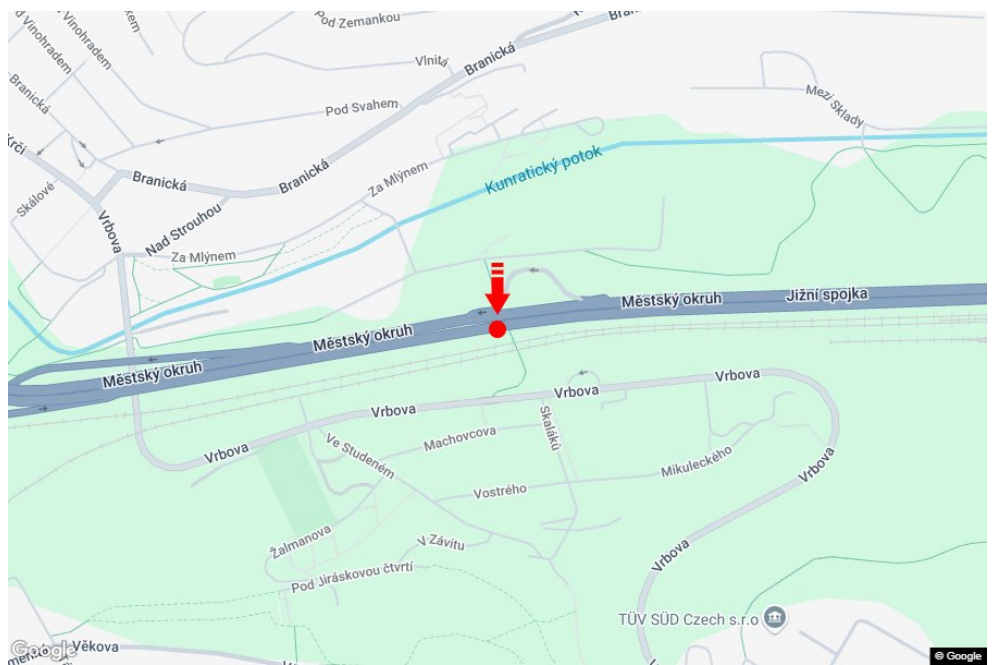 Pod Zemankou
Pod Vinohradem
Vinohradem
Branická
Vlnitá
Branická
Branická
Pod Svahem
Mezi Sklady
Krči
Za Mlýnem
Kunratický potok
Skálové
Branická
Branická
Vrbova
Nad Strouhou
Za Mlýnem
Městský okruh
Jižní spojka
Městský okruh
Městský okruh
Vrbova
Vrbova
Vrbova
Skaláků
Machovcova
Ve Studeném
Vrbova
Mikuleckého
Vrbova
Vostrého
Žalmanova
V Závitu
Vrbova
Pod Jiráskovou čtvrtí
TÜV SÜD Czech s.r.o
Google
Věkova
© Google